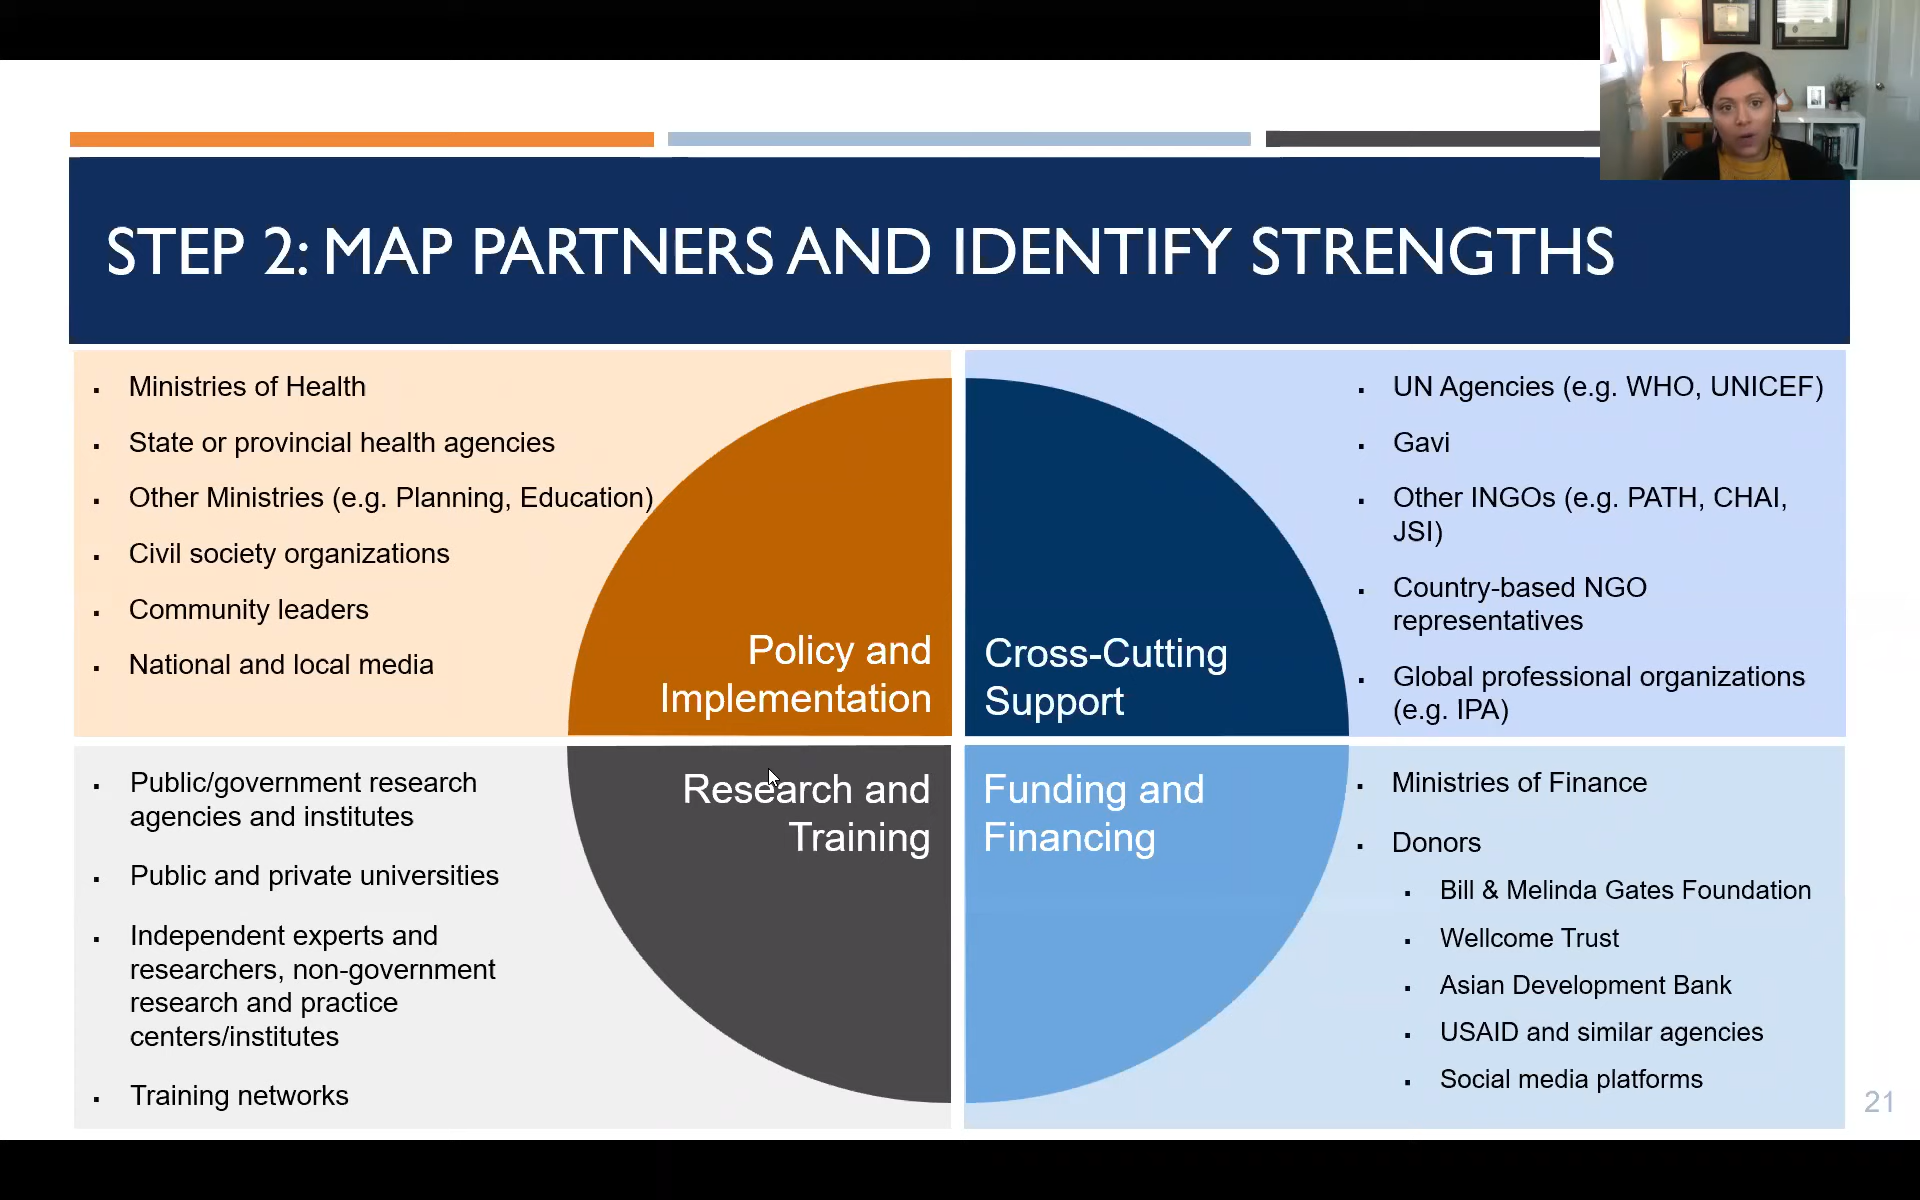 STEP 2: MAP PARTNERS AND IDENTIFY STRENGTHS
Ministries of Health
State or provincial health agencies
Other Ministries (e.g. Planning, Education)
Civil society organizations
Community leaders
National and local media
Policy and
Implementation
Cross-Cutting
Support
UN Agencies (e.g. WHO, UNICEF)
Gavi
Other INGOs (e.g. PATH, CHAI,
JSI)
Country-based NGO
representatives
Global professional organizations
(e.g. IPA)
Public/government research
agencies and institutes
Public and private universities
Independent experts and
researchers, non-government
research and practice
centers/institutes
Training networks
Research and
Training
Funding and
Financing
Ministries of Finance
Donors
Bill & Melinda Gates Foundation
Wellcome Trust
Asian Development Bank
USAID and similar agencies
Social media platforms
21